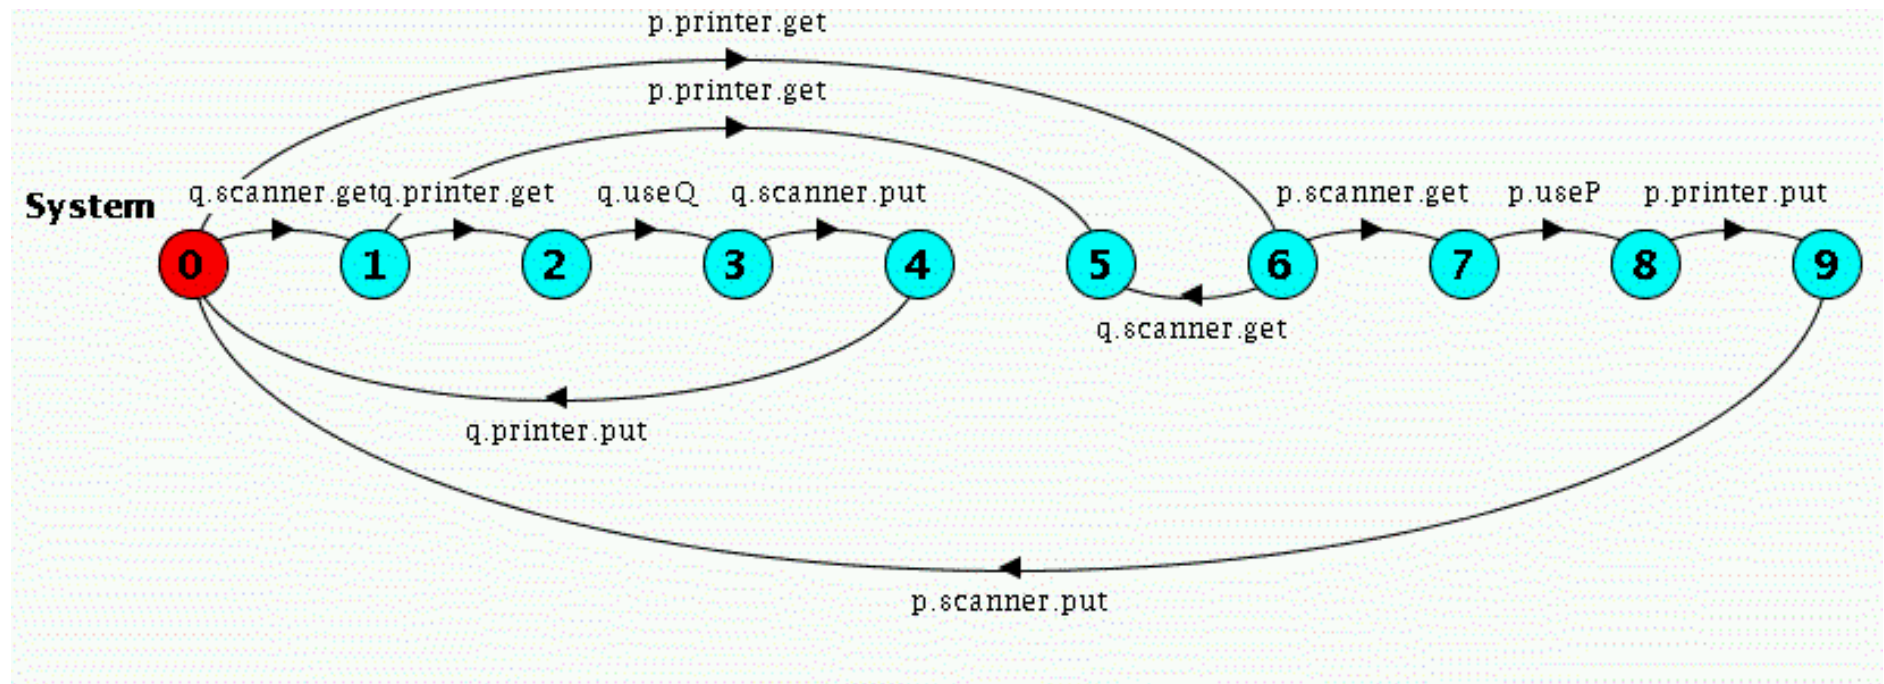 p.printer.get
p.printer.get
System
q.scanner.get
q.printer.get
q.useQ
q.scanner.put
p.scanner.get
p.useP
p.printer.put
0
1
2
3
4
5
6
7
8
9
q.scanner.get
q.printer.put
p.scanner.put